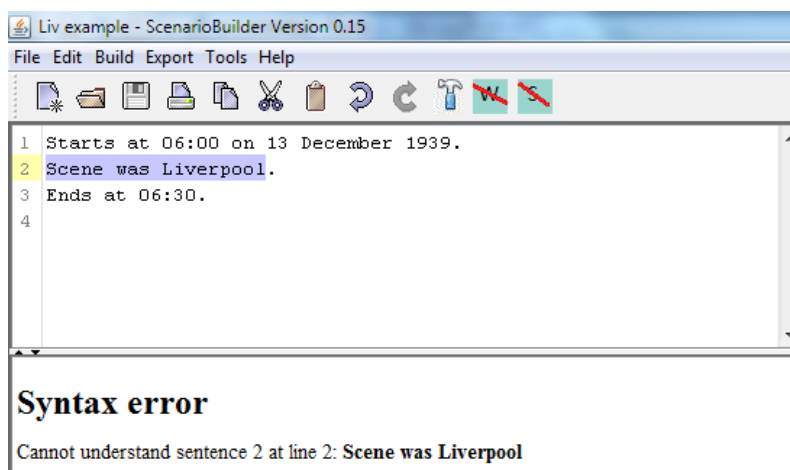 Liv example - ScenarioBuilder Version 0.15
File Edit Build Export Tools Help
W S
1 Starts at 06:00 on 13 December 1939.
2 Scene was Liverpool.
3 Ends at 06:30.
4
Syntax error
Cannot understand sentence 2 at line 2: Scene was Liverpool